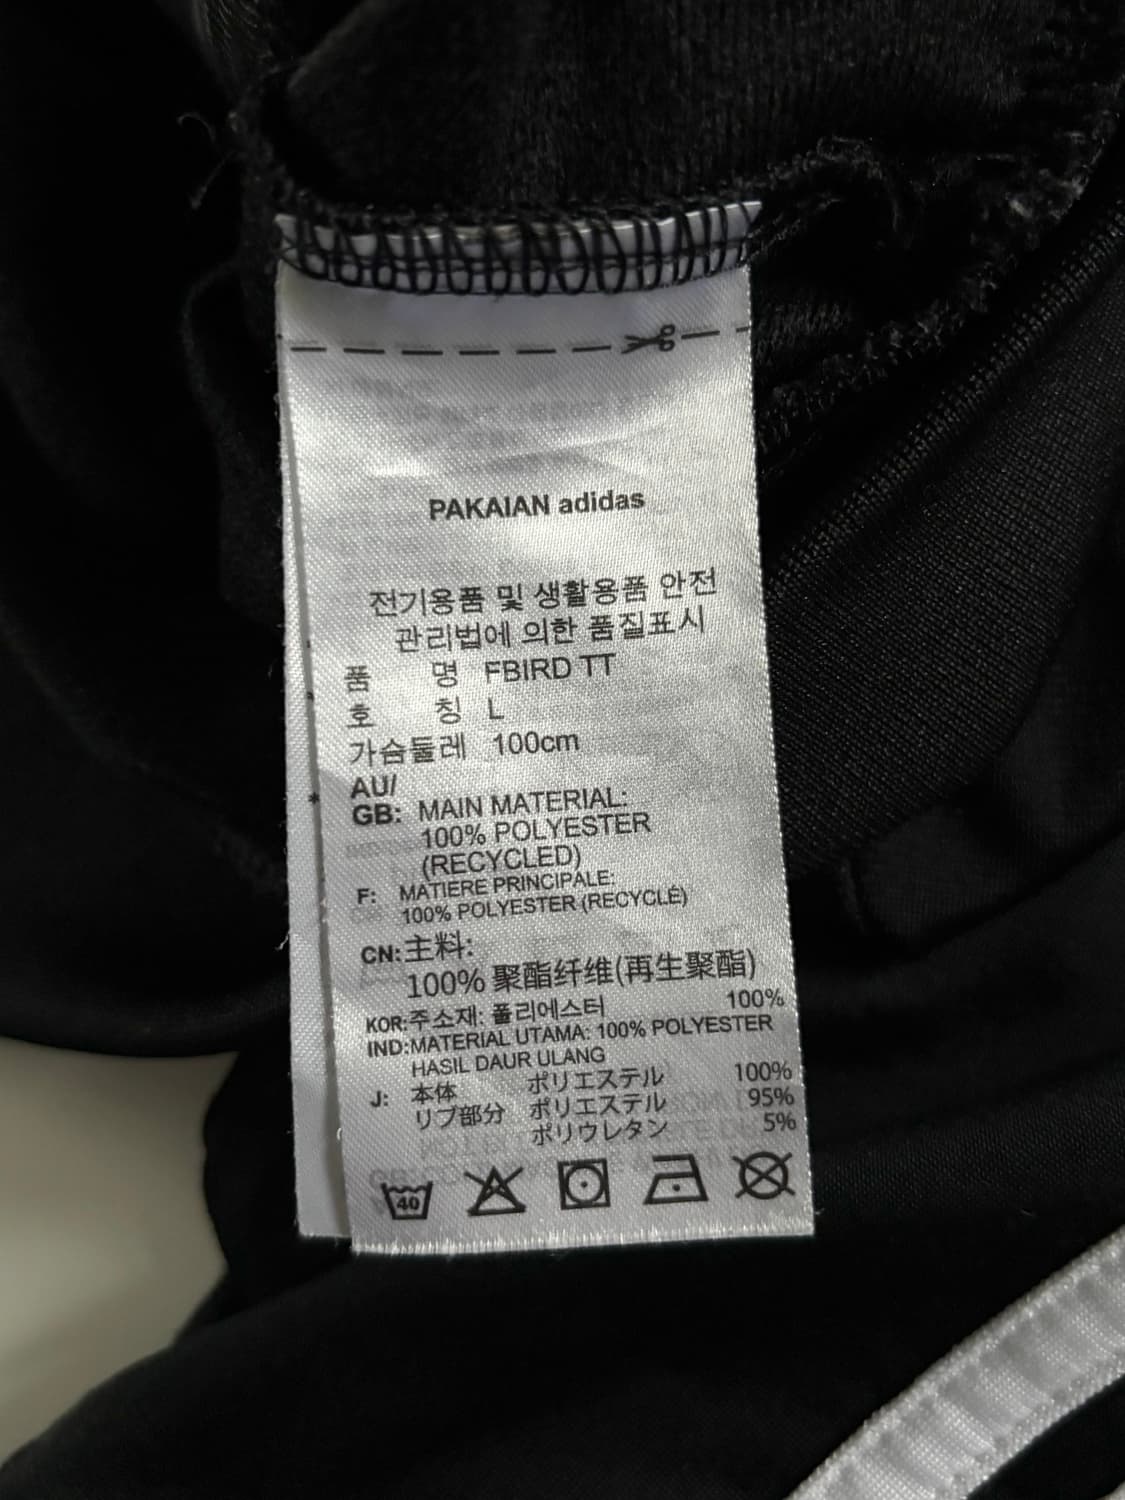 PAKAIAN adidas
전기용품 및 생활용품 안전
관리법에 의한 품질표시
품 명 FBIRD TT
호 칭 L
가슴둘레 100cm
AU/
GB: MAIN MATERIAL:
100% POLYESTER
(RECYCLED)
F: MATIERE PRINCIPALE:
100% POLYESTER (RECYCLÉ)
CN: 主料:
100% 聚酯纤维(再生聚酯)
KOR: 주소재: 폴리에스터 100%
IND: MATERIAL UTAMA: 100% POLYESTER
HASIL DAUR ULANG
J: 本体 ポリエステル 100%
リブ部分 ポリエステル 95%
ポリウレタン 5%
40